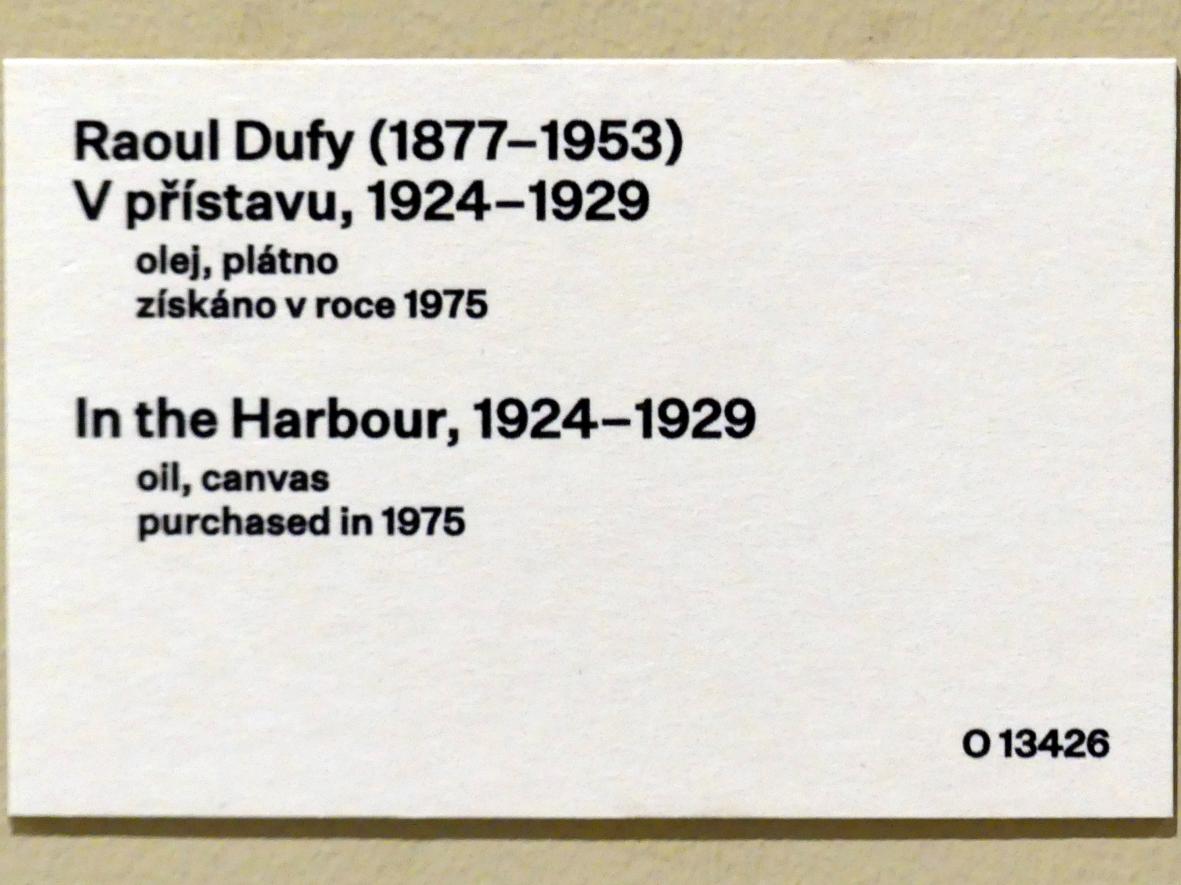 Raoul Dufy (1877–1953)
V přístavu, 1924–1929
olej, plátno
získáno v roce 1975
In the Harbour, 1924–1929
oil, canvas
purchased in 1975
O 13426